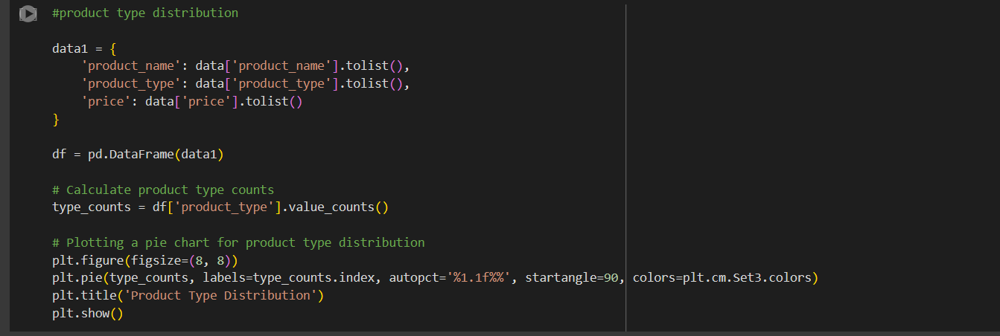 #product type distribution
data1 = {
    'product_name': data['product_name'].tolist(),
    'product_type': data['product_type'].tolist(),
    'price': data['price'].tolist()
}
df = pd.DataFrame(data1)
# Calculate product type counts
type_counts = df['product_type'].value_counts()
# Plotting a pie chart for product type distribution
plt.figure(figsize=(8, 8))
plt.pie(type_counts, labels=type_counts.index, autopct='%1.1f%%', startangle=90, colors=plt.cm.Set3.colors)
plt.title('Product Type Distribution')
plt.show()